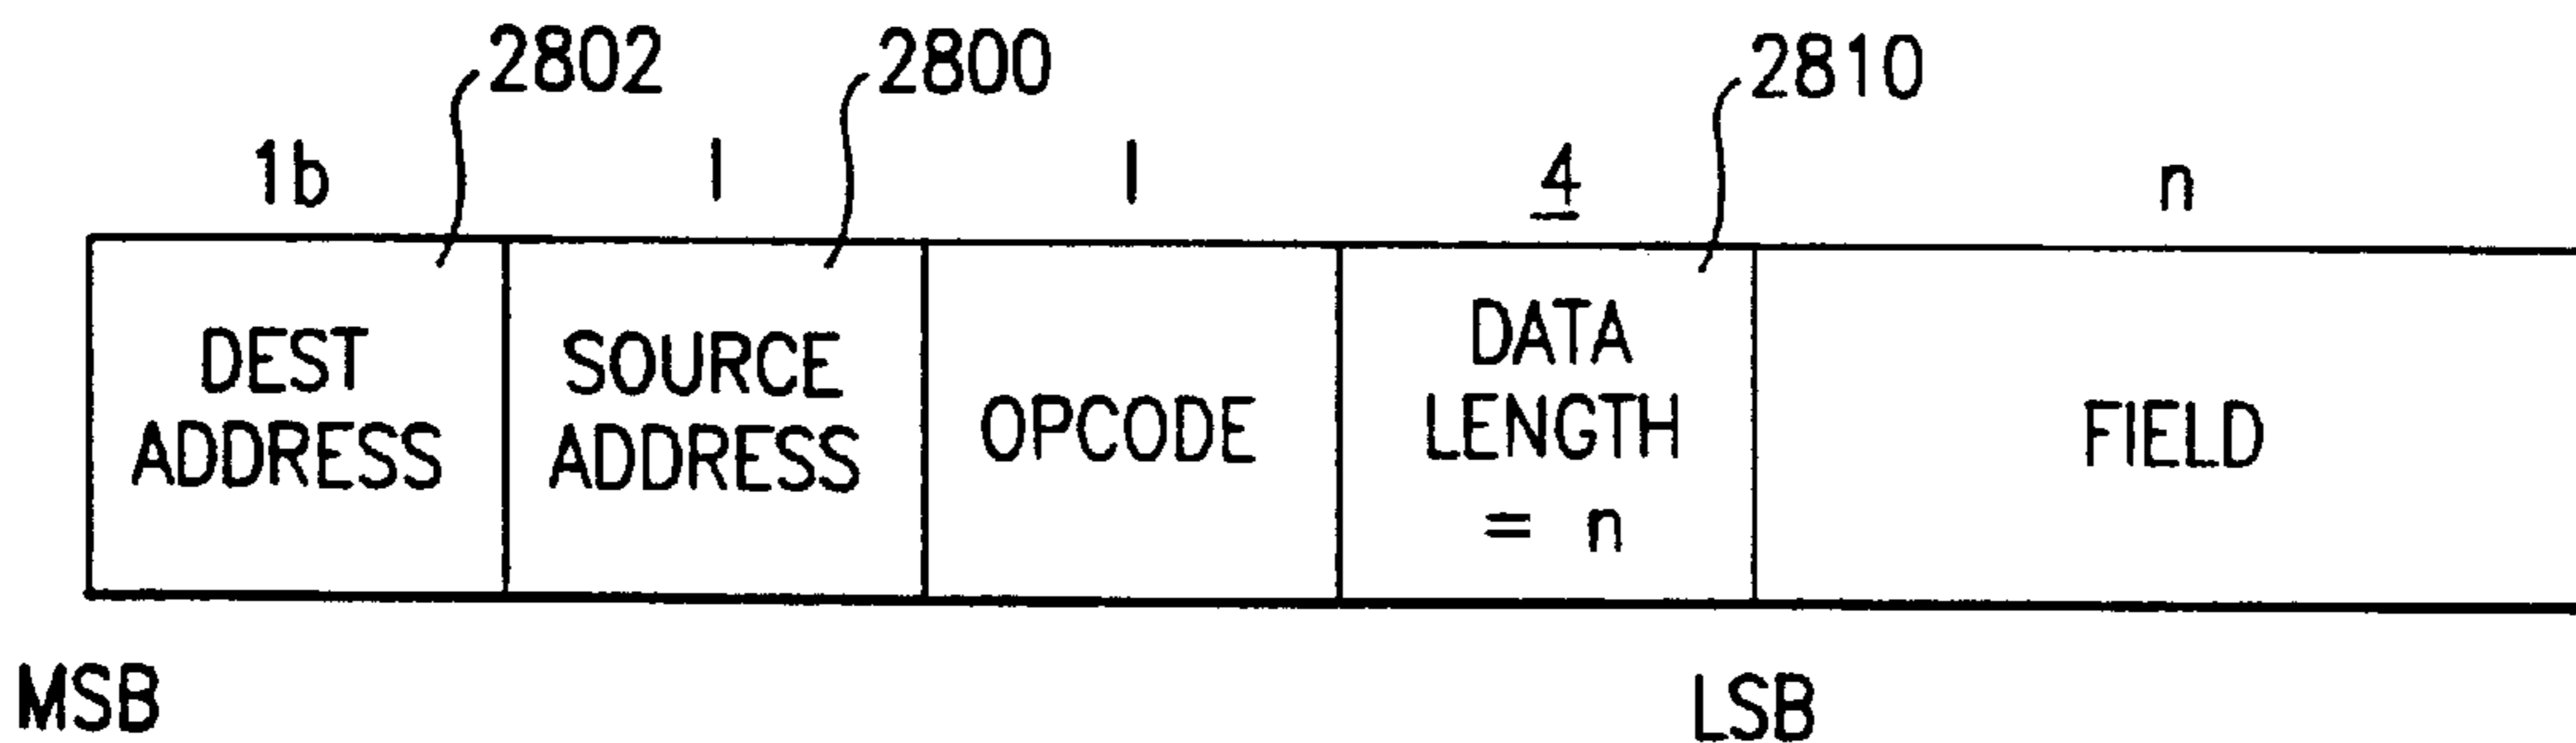 2802 2800 2810
1b 1 1 4 n
DEST
ADDRESS
SOURCE
ADDRESS
OPCODE
DATA
LENGTH
= n
FIELD
MSB LSB